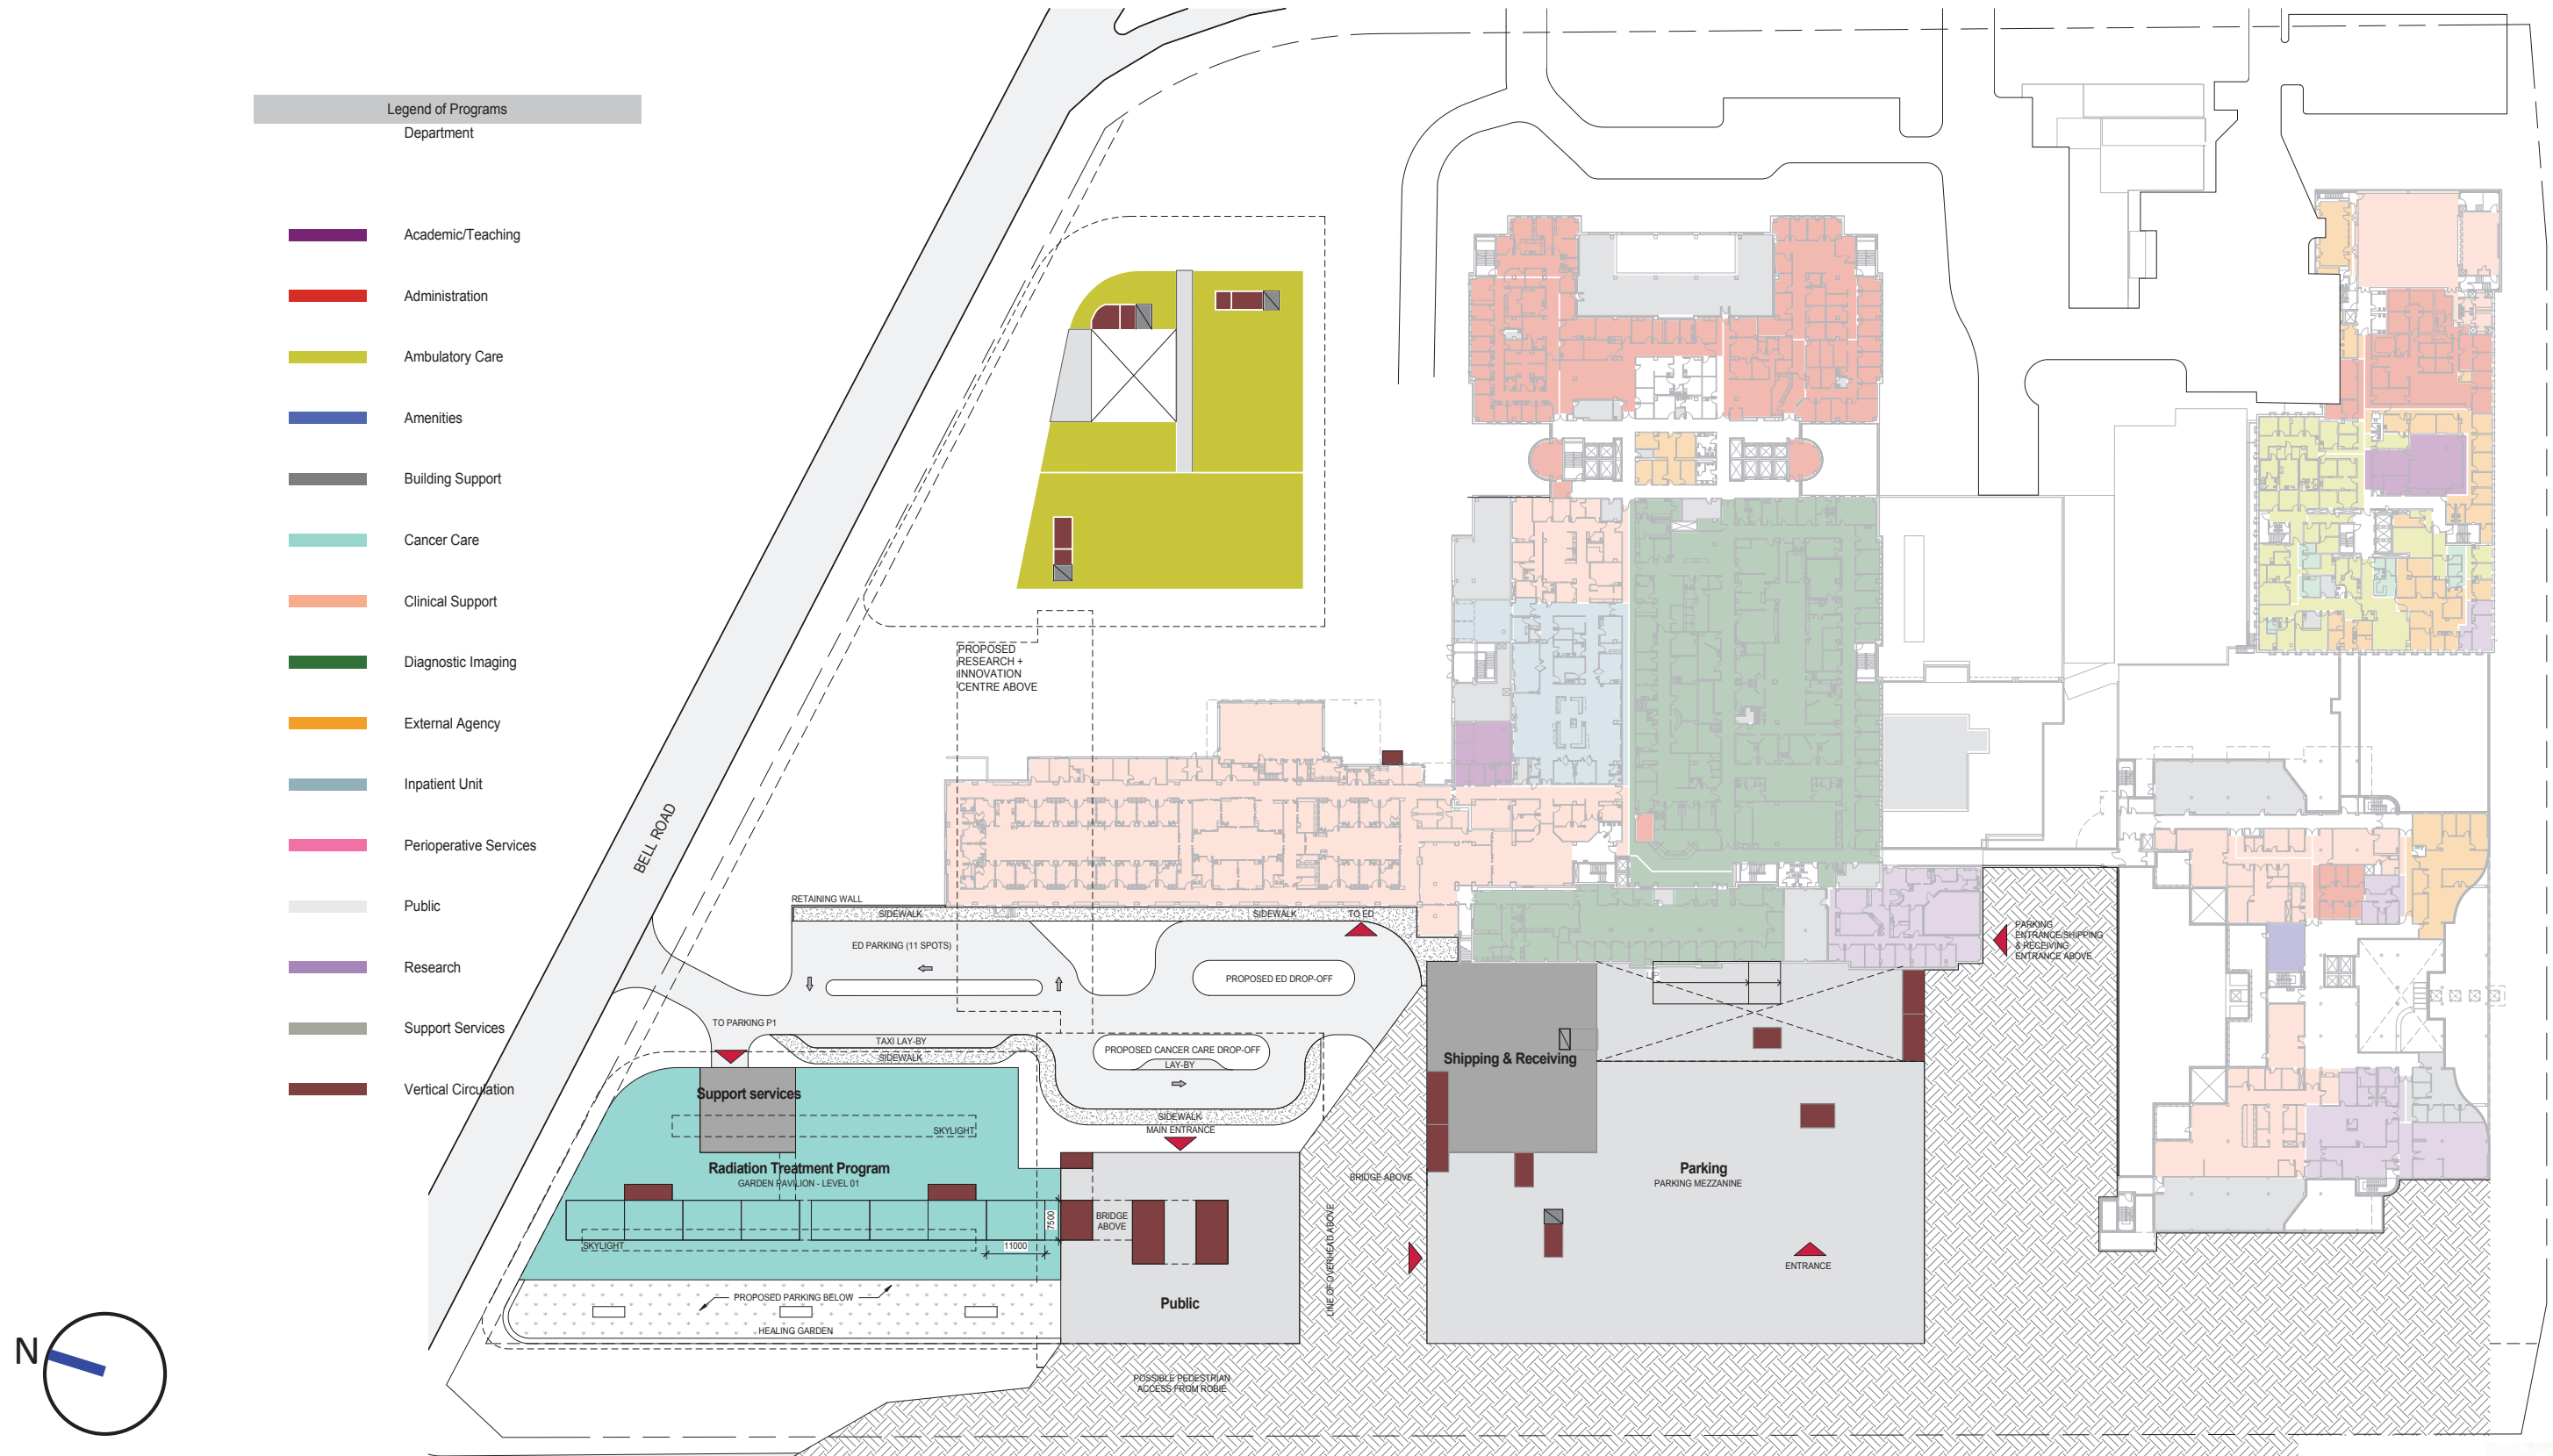 Legend of Programs
Department
Academic/Teaching
Administration
Ambulatory Care
Amenities
Building Support
Cancer Care
Clinical Support
Diagnostic Imaging
External Agency
Inpatient Unit
Perioperative Services
Public
Research
Support Services
Vertical Circulation
N
BELL ROAD
PROPOSED
RESEARCH +
INNOVATION
CENTRE ABOVE
RETAINING WALL
SIDEWALK
SIDEWALK
TO ED
ED PARKING (11 SPOTS)
PROPOSED ED DROP-OFF
TO PARKING P1
TAXI LAY-BY
SIDEWALK
PROPOSED CANCER CARE DROP-OFF
LAY-BY
SIDEWALK
MAIN ENTRANCE
Support services
SKYLIGHT
Radiation Treatment Program
GARDEN PAVILION - LEVEL 01
SKYLIGHT
11000
7500
BRIDGE
ABOVE
PROPOSED PARKING BELOW
HEALING GARDEN
Public
POSSIBLE PEDESTRIAN
ACCESS FROM ROBIE
LINE OF OVERHEAD ABOVE
BRIDGE ABOVE
Shipping & Receiving
Parking
PARKING MEZZANINE
ENTRANCE
PARKING
ENTRANCE/SHIPPING
& RECEIVING
ENTRANCE ABOVE